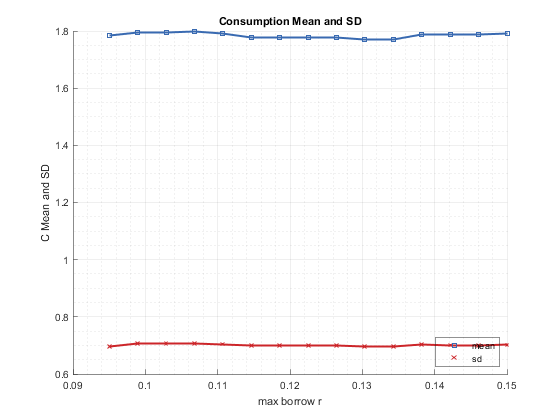 Consumption Mean and SD
1.8
1.6
1.4
1.2
1
0.8
0.6
C Mean and SD
0.09
0.1
0.11
0.12
0.13
0.14
0.15
max borrow r
mean
sd